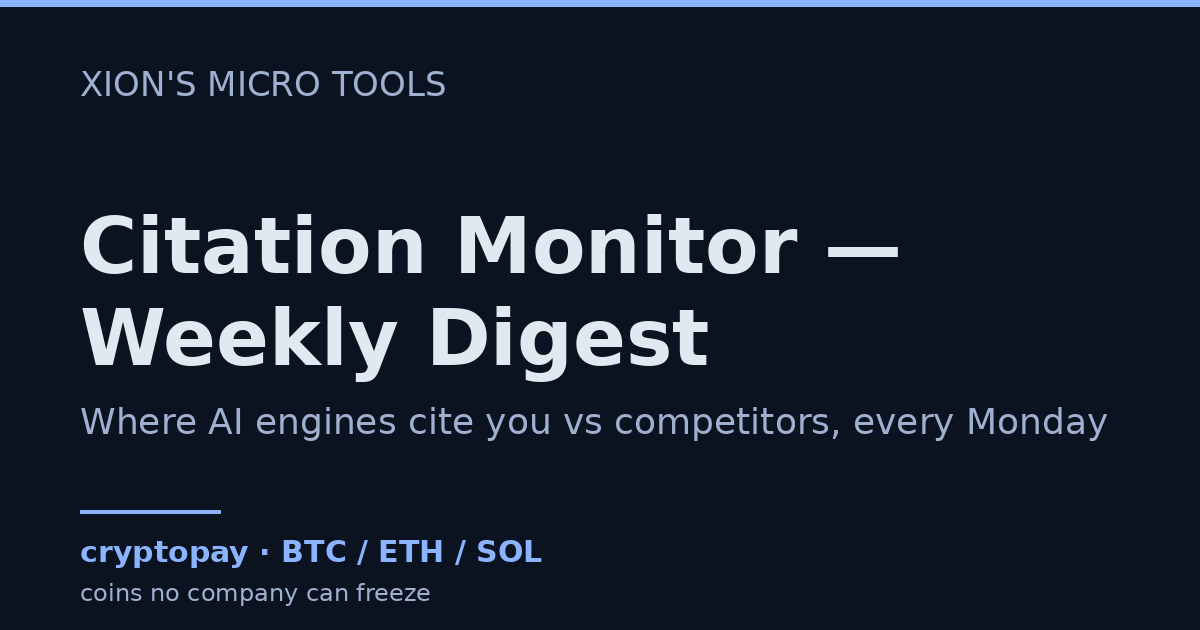 XION'S MICRO TOOLS
Citation Monitor —
Weekly Digest
Where AI engines cite you vs competitors, every Monday
cryptopay · BTC / ETH / SOL
coins no company can freeze